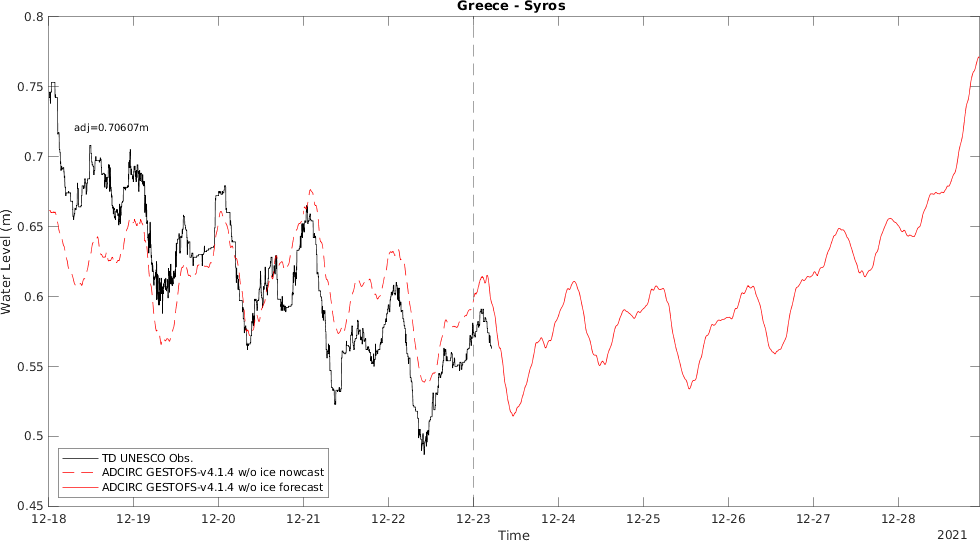 Greece - Syros
0.8
0.75
0.7
0.65
0.6
0.55
0.5
0.45
Water Level (m)
adj=0.70607m
TD UNESCO Obs.
ADCIRC GESTOFS-v4.1.4 w/o ice nowcast
ADCIRC GESTOFS-v4.1.4 w/o ice forecast
12-18 12-19 12-20 12-21 12-22 12-23 12-24 12-25 12-26 12-27 12-28
Time
2021